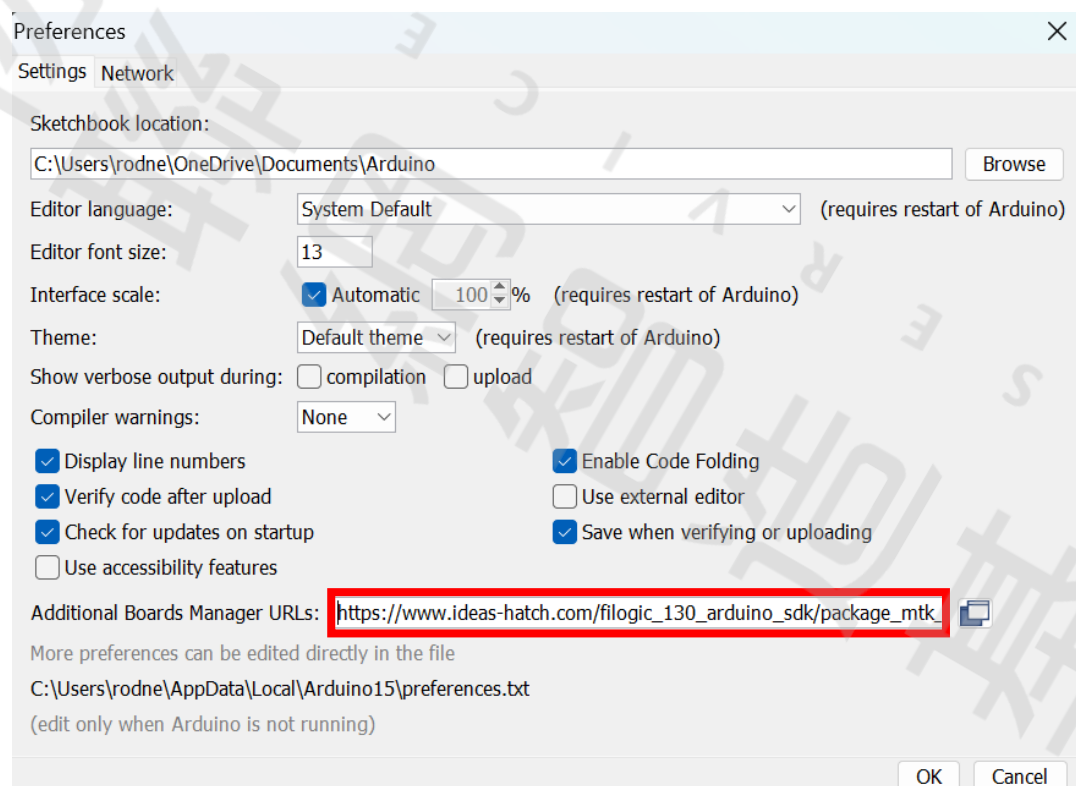 Preferences
Settings Network
Sketchbook location:
C:\Users\rodne\OneDrive\Documents\Arduino Browse
Editor language: System Default (requires restart of Arduino)
Editor font size: 13
Interface scale: Automatic 100 % (requires restart of Arduino)
Theme: Default theme (requires restart of Arduino)
Show verbose output during: compilation upload
Compiler warnings: None
Display line numbers Enable Code Folding
Verify code after upload Use external editor
Check for updates on startup Save when verifying or uploading
Use accessibility features
Additional Boards Manager URLs: https://www.ideas-hatch.com/filogic_130_arduino_sdk/package_mtk_
More preferences can be edited directly in the file
C:\Users\rodne\AppData\Local\Arduino15\preferences.txt
(edit only when Arduino is not running)
OK Cancel